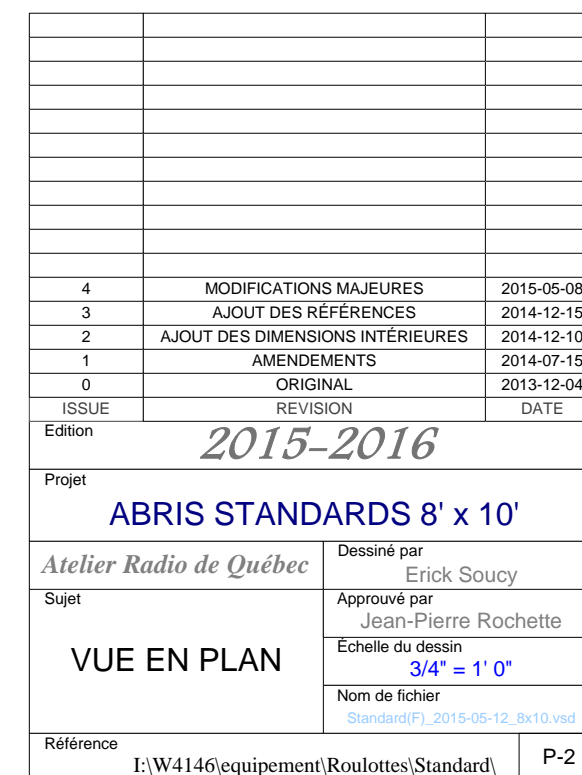 4 MODIFICATIONS MAJEURES 2015-05-08
3 AJOUT DES RÉFÉRENCES 2014-12-15
2 AJOUT DES DIMENSIONS INTÉRIEURES 2014-12-10
1 AMENDEMENTS 2014-07-15
0 ORIGINAL 2013-12-04
ISSUE REVISION DATE
Edition
2015-2016
Projet
ABRIS STANDARDS 8' x 10'
Atelier Radio de Québec
Dessiné par
Erick Soucy
Sujet
VUE EN PLAN
Approuvé par
Jean-Pierre Rochette
Échelle du dessin
3/4" = 1' 0"
Nom de fichier
Standard(F)_2015-05-12_8x10.vsd
Référence
I:\W4146\equipement\Roulottes\Standard\
P-2